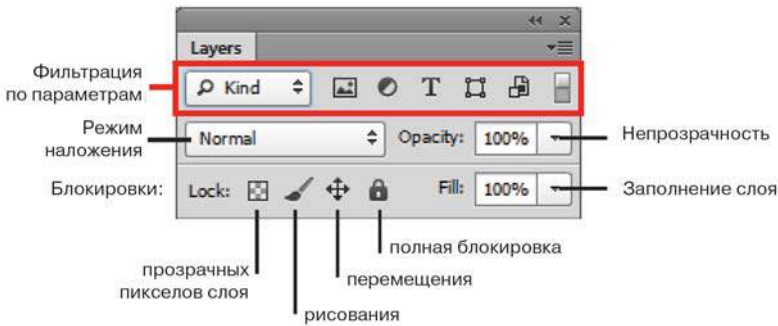 Layers
Фильтрация
по параметрам
Kind
T
Режим
наложения
Normal
Opacity: 100%
Непрозрачность
Блокировки:
Lock:
Fill: 100%
Заполнение слоя
прозрачных
пикселов слоя
рисования
перемещения
полная блокировка